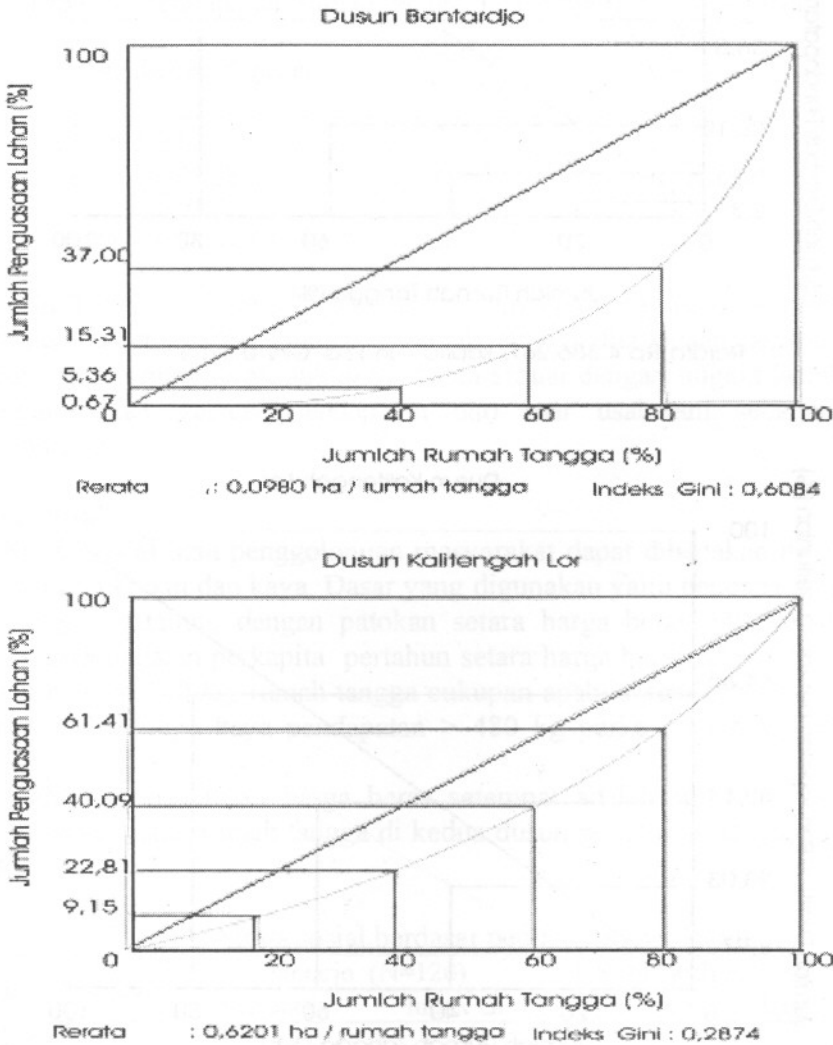 Dusun Bantardjo
Jumlah Penguasaan Lahan (%)
100
37,00
15,31
5,36
0,67
0 20 40 60 80 100
Jumlah Rumah Tangga (%)
Rerata : 0,0980 ha / rumah tangga Indeks Gini : 0,6084
Dusun Kalitengah Lor
Jumlah Penguasaan Lahan (%)
100
61,41
40,09
22,81
9,15
0 20 40 60 80 100
Jumlah Rumah Tangga (%)
Rerata : 0,6201 ha / rumah tangga Indeks Gini : 0,2874